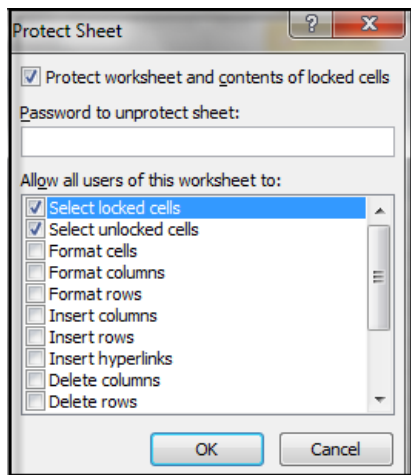 Protect Sheet
Protect worksheet and contents of locked cells
Password to unprotect sheet:
Allow all users of this worksheet to:
Select locked cells
Select unlocked cells
Format cells
Format columns
Format rows
Insert columns
Insert rows
Insert hyperlinks
Delete columns
Delete rows
OK Cancel